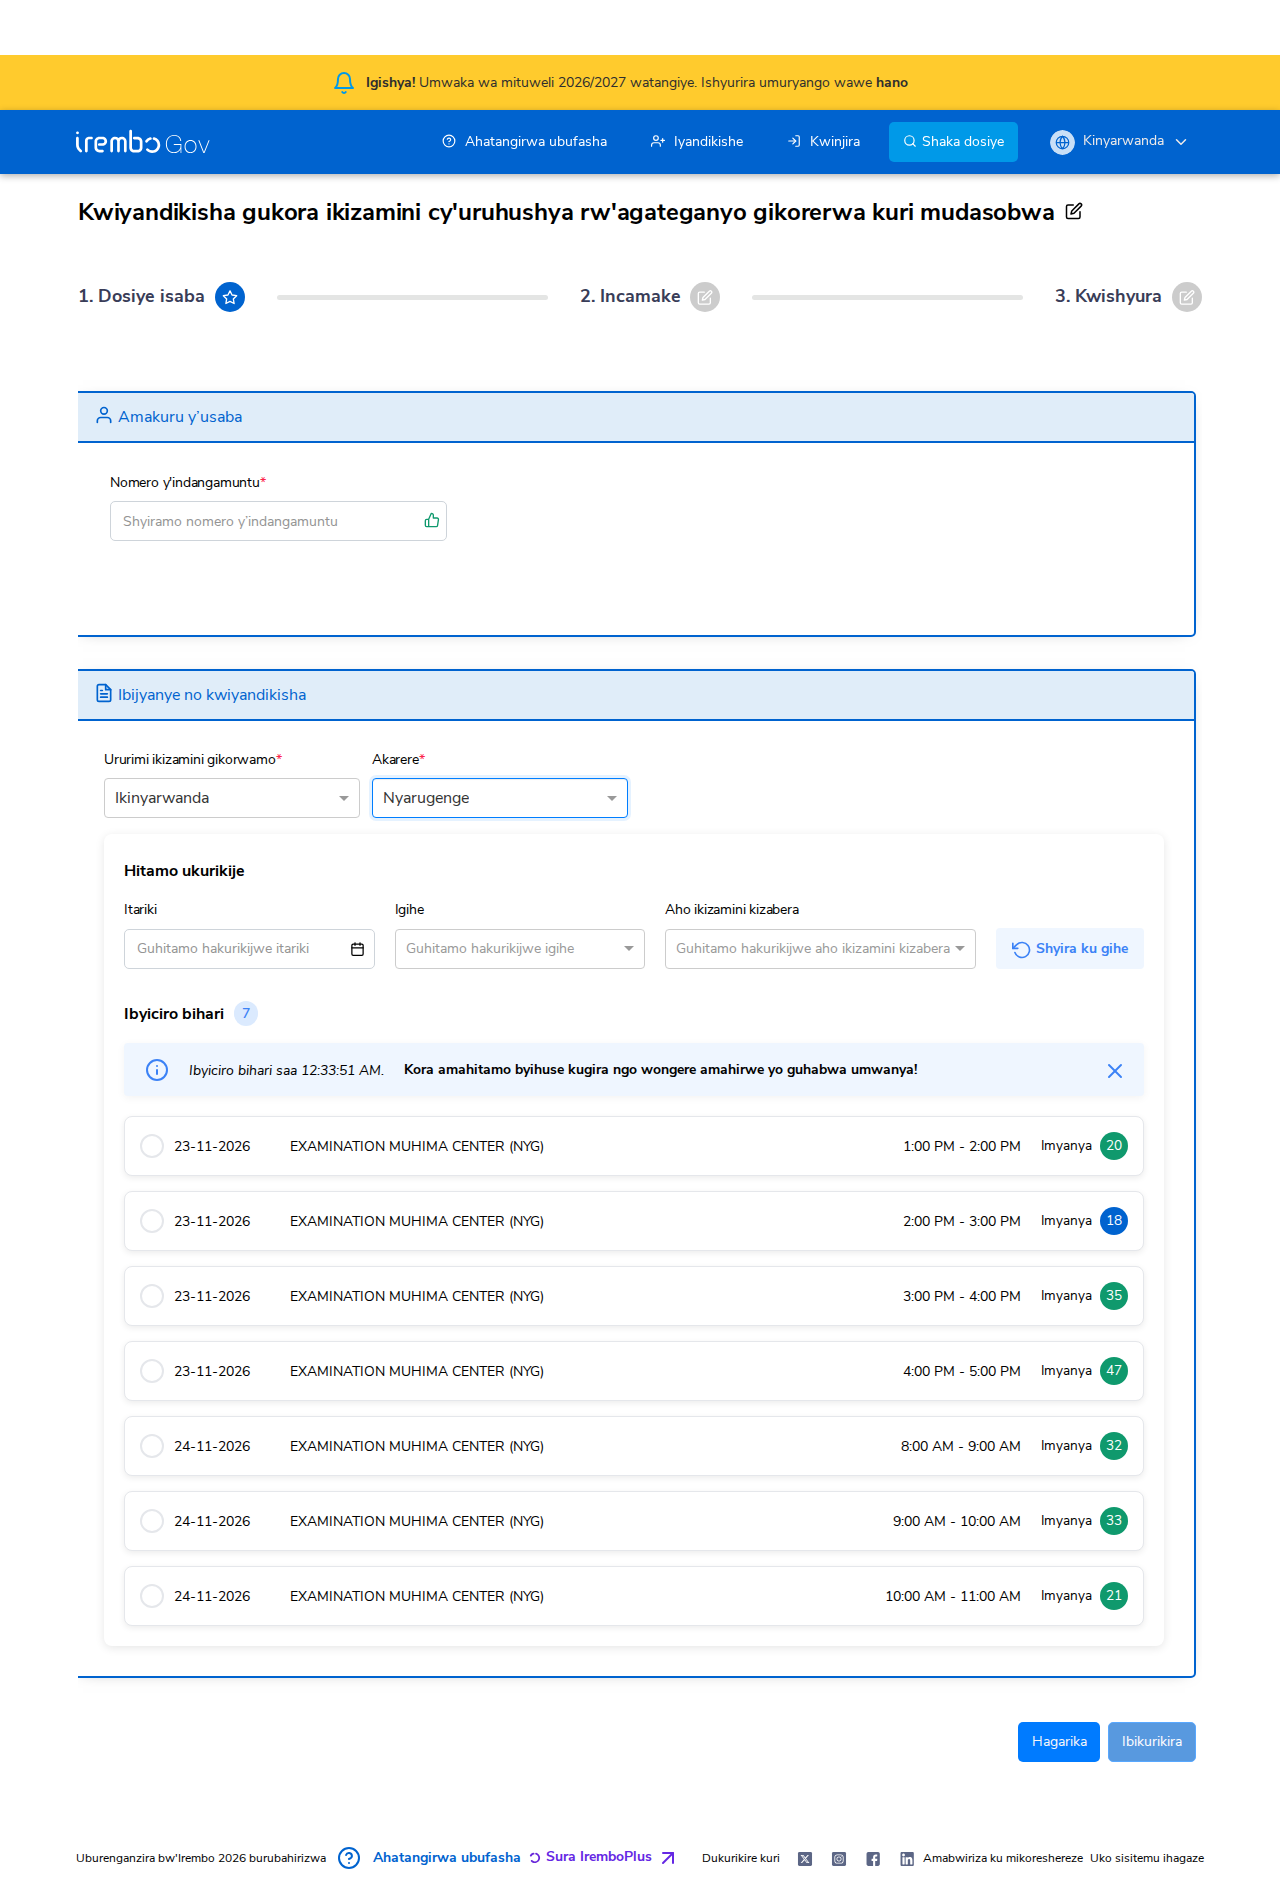 Igishya! Umwaka wa mituweli 2026/2027 watangiye. Ishyurira umuryango wawe hano
irembo Gov
Ahatangirwa ubufasha
Iyandikishe
Kwinjira
Shaka dosiye
Kinyarwanda
Kwiyandikisha gukora ikizamini cy'uruhushya rw'agateganyo gikorerwa kuri mudasobwa
1. Dosiye isaba
2. Incamake
3. Kwishyura
Amakuru y’usaba
Nomero y'indangamuntu*
Shyiramo nomero y’indangamuntu
Ibijyanye no kwiyandikisha
Ururimi ikizamini gikorwamo*
Akarere*
Ikinyarwanda
Nyarugenge
Hitamo ukurikije
Itariki
Igihe
Aho ikizamini kizabera
Guhitamo hakurikijwe itariki
Guhitamo hakurikijwe igihe
Guhitamo hakurikijwe aho ikizamini kizabera
Shyira ku gihe
Ibyiciro bihari 7
Ibyiciro bihari saa 12:33:51 AM. Kora amahitamo byihuse kugira ngo wongere amahirwe yo guhabwa umwanya!
23-11-2026 EXAMINATION MUHIMA CENTER (NYG) 1:00 PM - 2:00 PM Imyanya 20
23-11-2026 EXAMINATION MUHIMA CENTER (NYG) 2:00 PM - 3:00 PM Imyanya 18
23-11-2026 EXAMINATION MUHIMA CENTER (NYG) 3:00 PM - 4:00 PM Imyanya 35
23-11-2026 EXAMINATION MUHIMA CENTER (NYG) 4:00 PM - 5:00 PM Imyanya 47
24-11-2026 EXAMINATION MUHIMA CENTER (NYG) 8:00 AM - 9:00 AM Imyanya 32
24-11-2026 EXAMINATION MUHIMA CENTER (NYG) 9:00 AM - 10:00 AM Imyanya 33
24-11-2026 EXAMINATION MUHIMA CENTER (NYG) 10:00 AM - 11:00 AM Imyanya 21
Hagarika
Ibikurikira
Uburenganzira bw'Irembo 2026 burubahirizwa
Ahatangirwa ubufasha
Sura IremboPlus
Dukurikire kuri
Amabwiriza ku mikoreshereze
Uko sisitemu ihagaze